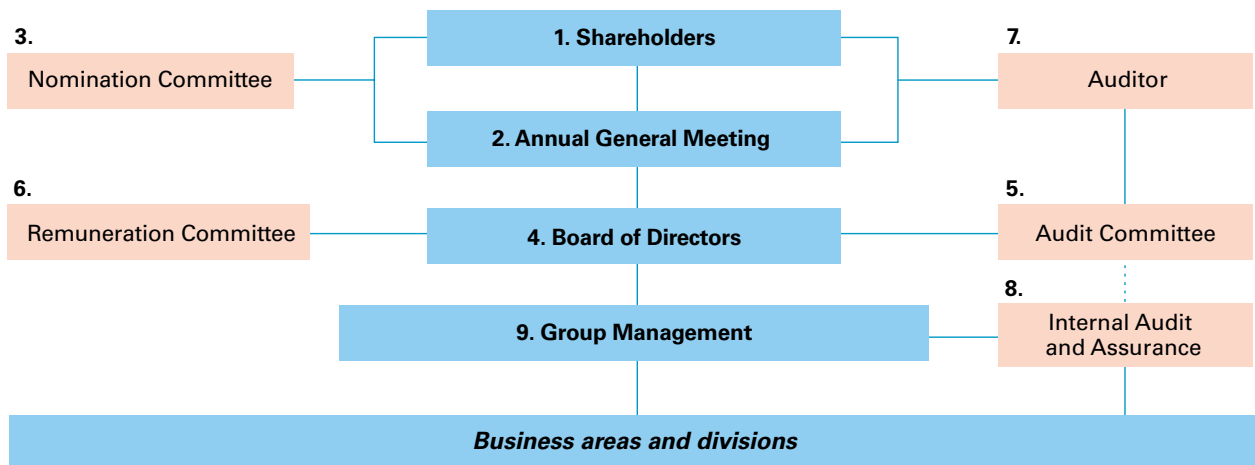 3.
Nomination Committee
1. Shareholders
7.
Auditor
2. Annual General Meeting
6.
Remuneration Committee
4. Board of Directors
5.
Audit Committee
9. Group Management
8.
Internal Audit
and Assurance
Business areas and divisions